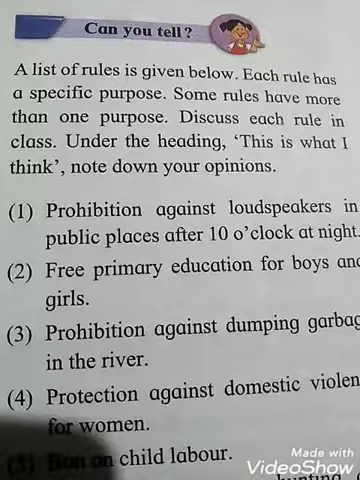 Can you tell?
A list of rules is given below. Each rule has
a specific purpose. Some rules have more
than one purpose. Discuss each rule in
class. Under the heading, ‘This is what I
think’, note down your opinions.
(1) Prohibition against loudspeakers in
public places after 10 o’clock at night.
(2) Free primary education for boys and
girls.
(3) Prohibition against dumping garbag
in the river.
(4) Protection against domestic violen
for women.
(5) Ban on child labour.
Made with
VideoShow
hunting